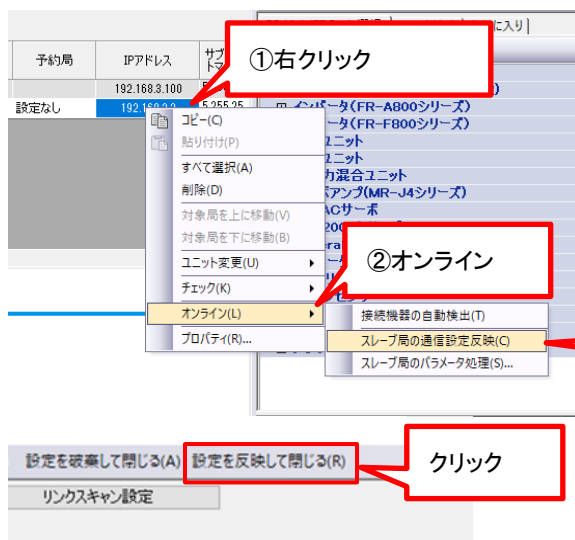 に入り
予約局
IPアドレス
サブ
①右クリック
192.168.3.100
設定なし
5.255.25
インバータ(FR-A800シリーズ)
ータ(FR-F800シリーズ)
コピー(C)
貼り付け(P)
ユニット
ニット
すべて選択(A)
力混合ユニット
削除(D)
アンプ(MR-J4シリーズ)
対象局を上に移動(V)
ACサーボ
対象局を下に移動(B)
②オンライン
ユニット変更(U)
チェック(K)
オンライン(L)
接続機器の自動検出(T)
プロパティ(R)...
スレーブ局の通信設定反映(C)
スレーブ局のパラメータ処理(S)...
設定を破棄して閉じる(A) 設定を反映して閉じる(R)
クリック
リンクスキャン設定